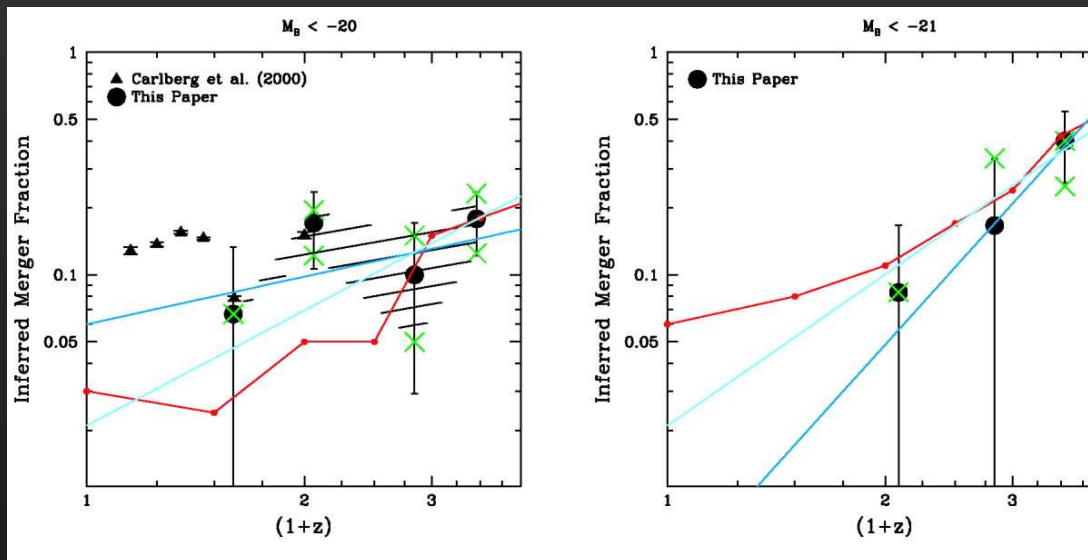 M_B < -20
1
0.5
0.1
0.05
Inferred Merger Fraction
▲ Carlberg et al. (2000)
● This Paper
1
2
3
(1+z)
M_B < -21
1
0.5
0.1
0.05
Inferred Merger Fraction
● This Paper
1
2
3
(1+z)